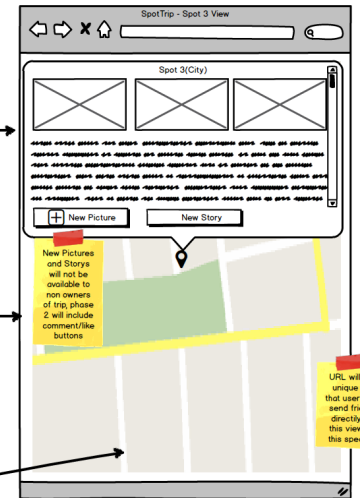 SpotTrip - Spot 3 View
Spot 3(City)
New Picture
New Story
New Pictures
and Storys
will not be
available to
non owners
of trip, phase
2 will include
comment/like
buttons
URL will
unique
that user
send frie
directily
this view
this spec